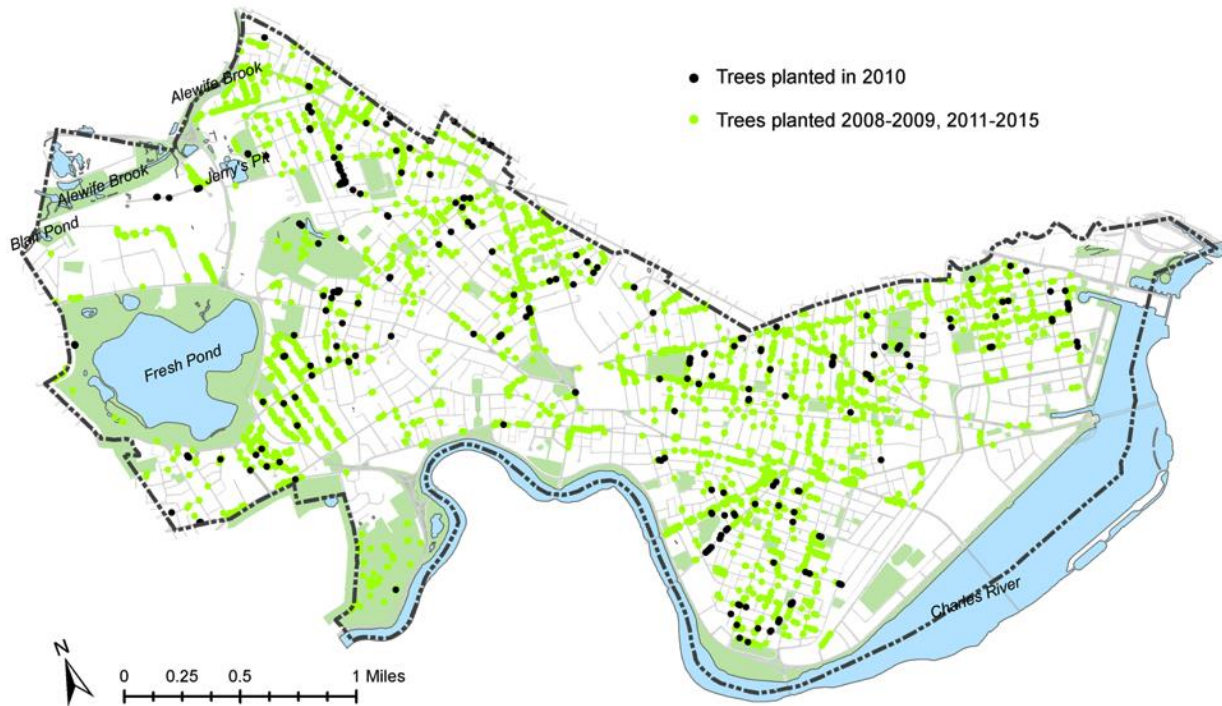 Alewife Brook
Trees planted in 2010
Trees planted 2008-2009, 2011-2015
Jerry's Pit
Alewife Brook
Blair Pond
Fresh Pond
Charles River
N
0 0.25 0.5 1 Miles